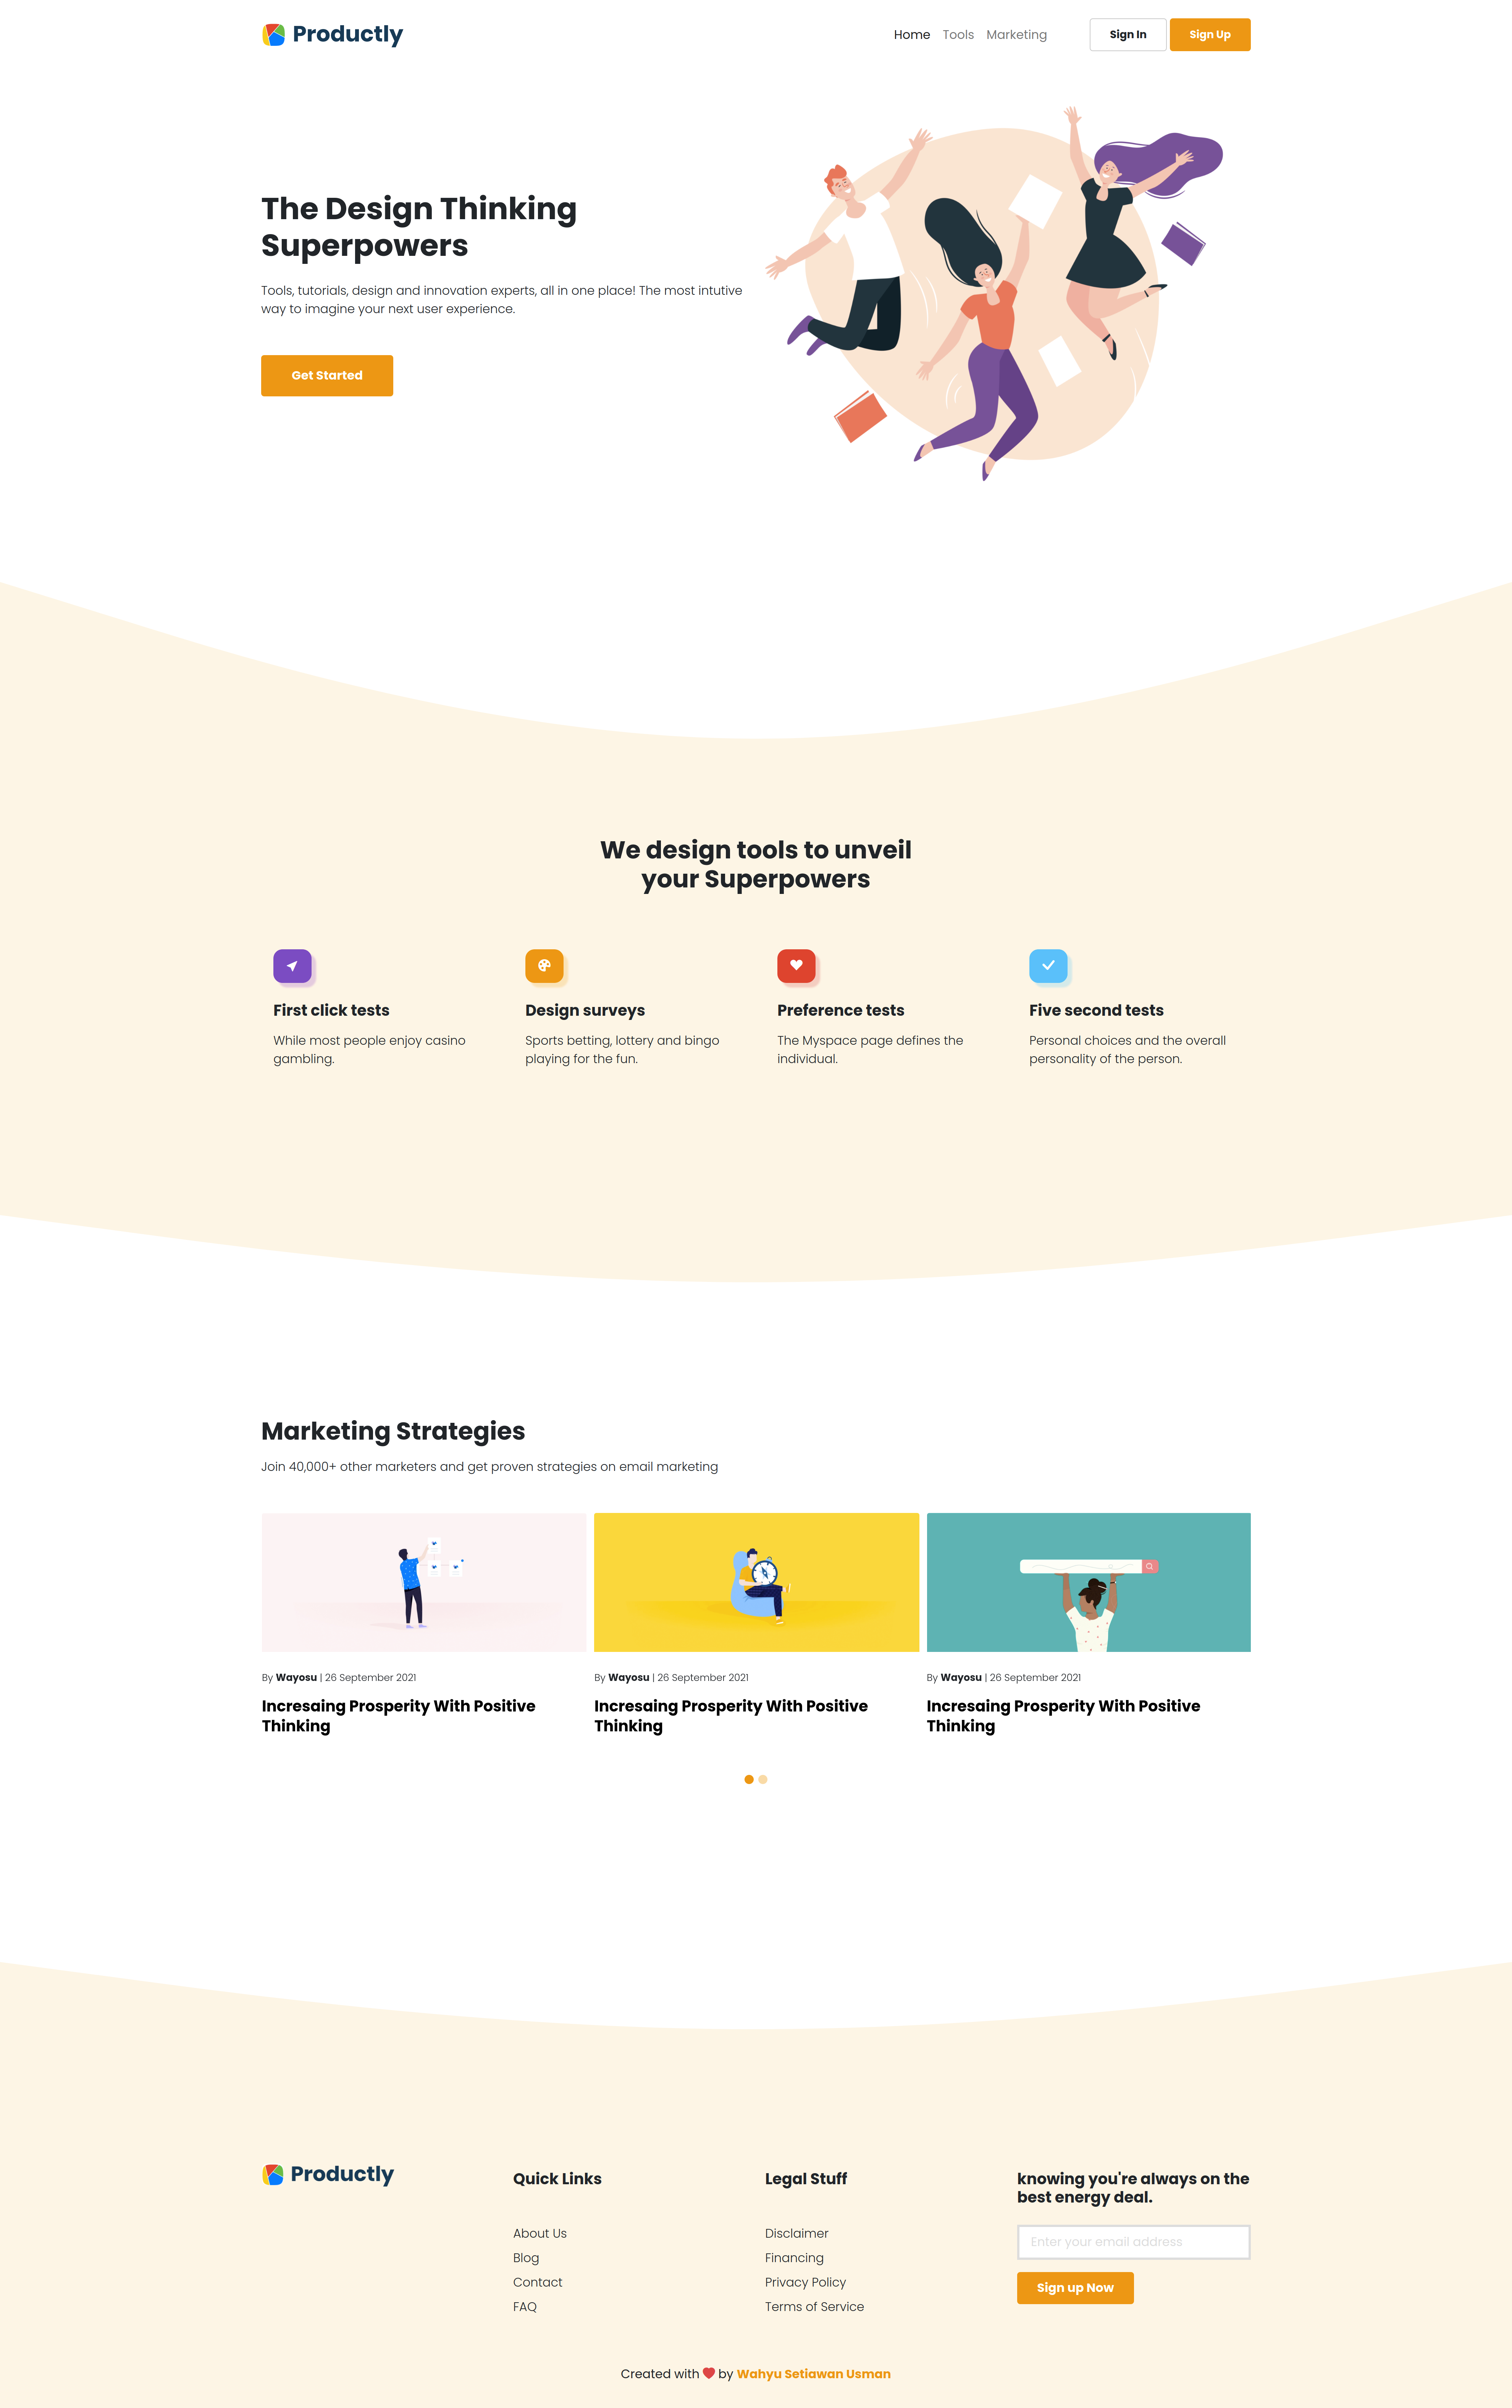 Productly
Home Tools Marketing Sign In Sign Up
The Design Thinking
Superpowers
Tools, tutorials, design and innovation experts, all in one place! The most intutive
way to imagine your next user experience.
Get Started
We design tools to unveil
your Superpowers
First click tests
While most people enjoy casino
gambling.
Design surveys
Sports betting, lottery and bingo
playing for the fun.
Preference tests
The Myspace page defines the
individual.
Five second tests
Personal choices and the overall
personality of the person.
Marketing Strategies
Join 40,000+ other marketers and get proven strategies on email marketing
By Wayosu | 26 September 2021
Incresaing Prosperity With Positive
Thinking
By Wayosu | 26 September 2021
Incresaing Prosperity With Positive
Thinking
By Wayosu | 26 September 2021
Incresaing Prosperity With Positive
Thinking
Productly
Quick Links
About Us
Blog
Contact
FAQ
Legal Stuff
Disclaimer
Financing
Privacy Policy
Terms of Service
knowing you're always on the
best energy deal.
Enter your email address
Sign up Now
Created with ❤ by Wahyu Setiawan Usman